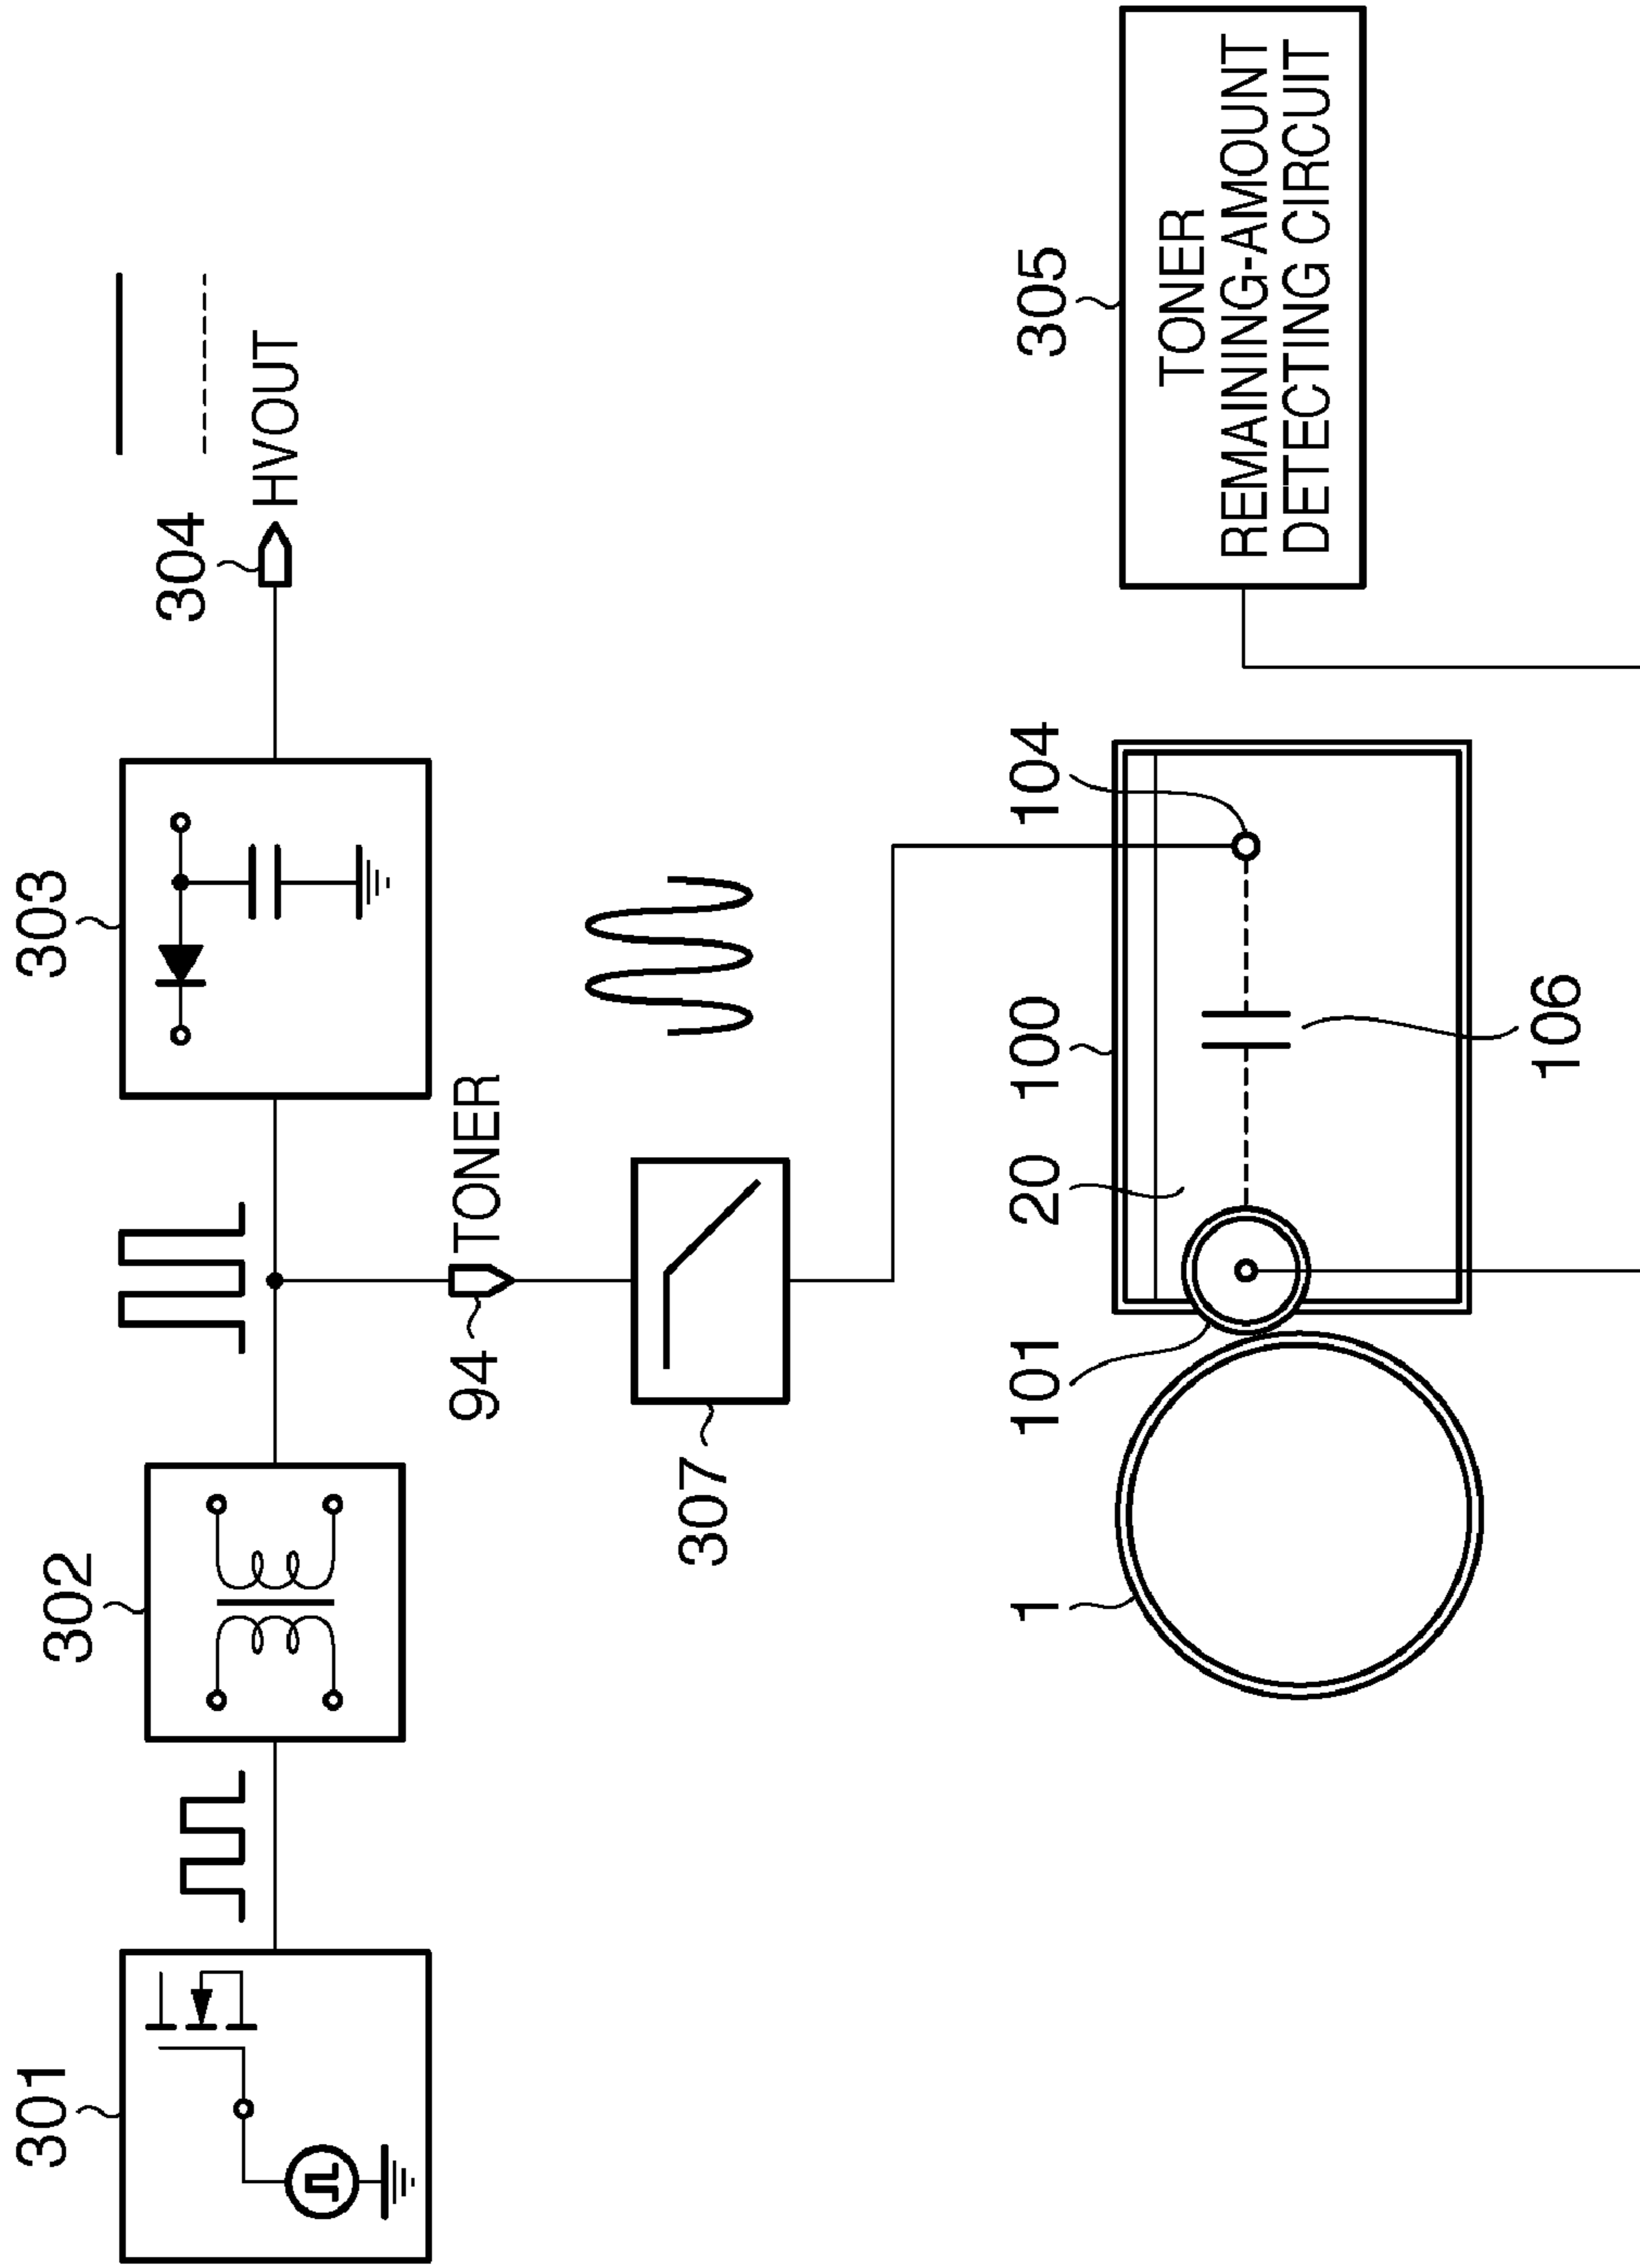 301
302
303
304
HVOUT
94
TONER
307
1
101
20
100
104
106
305
TONER
REMAINING-AMOUNT
DETECTING CIRCUIT